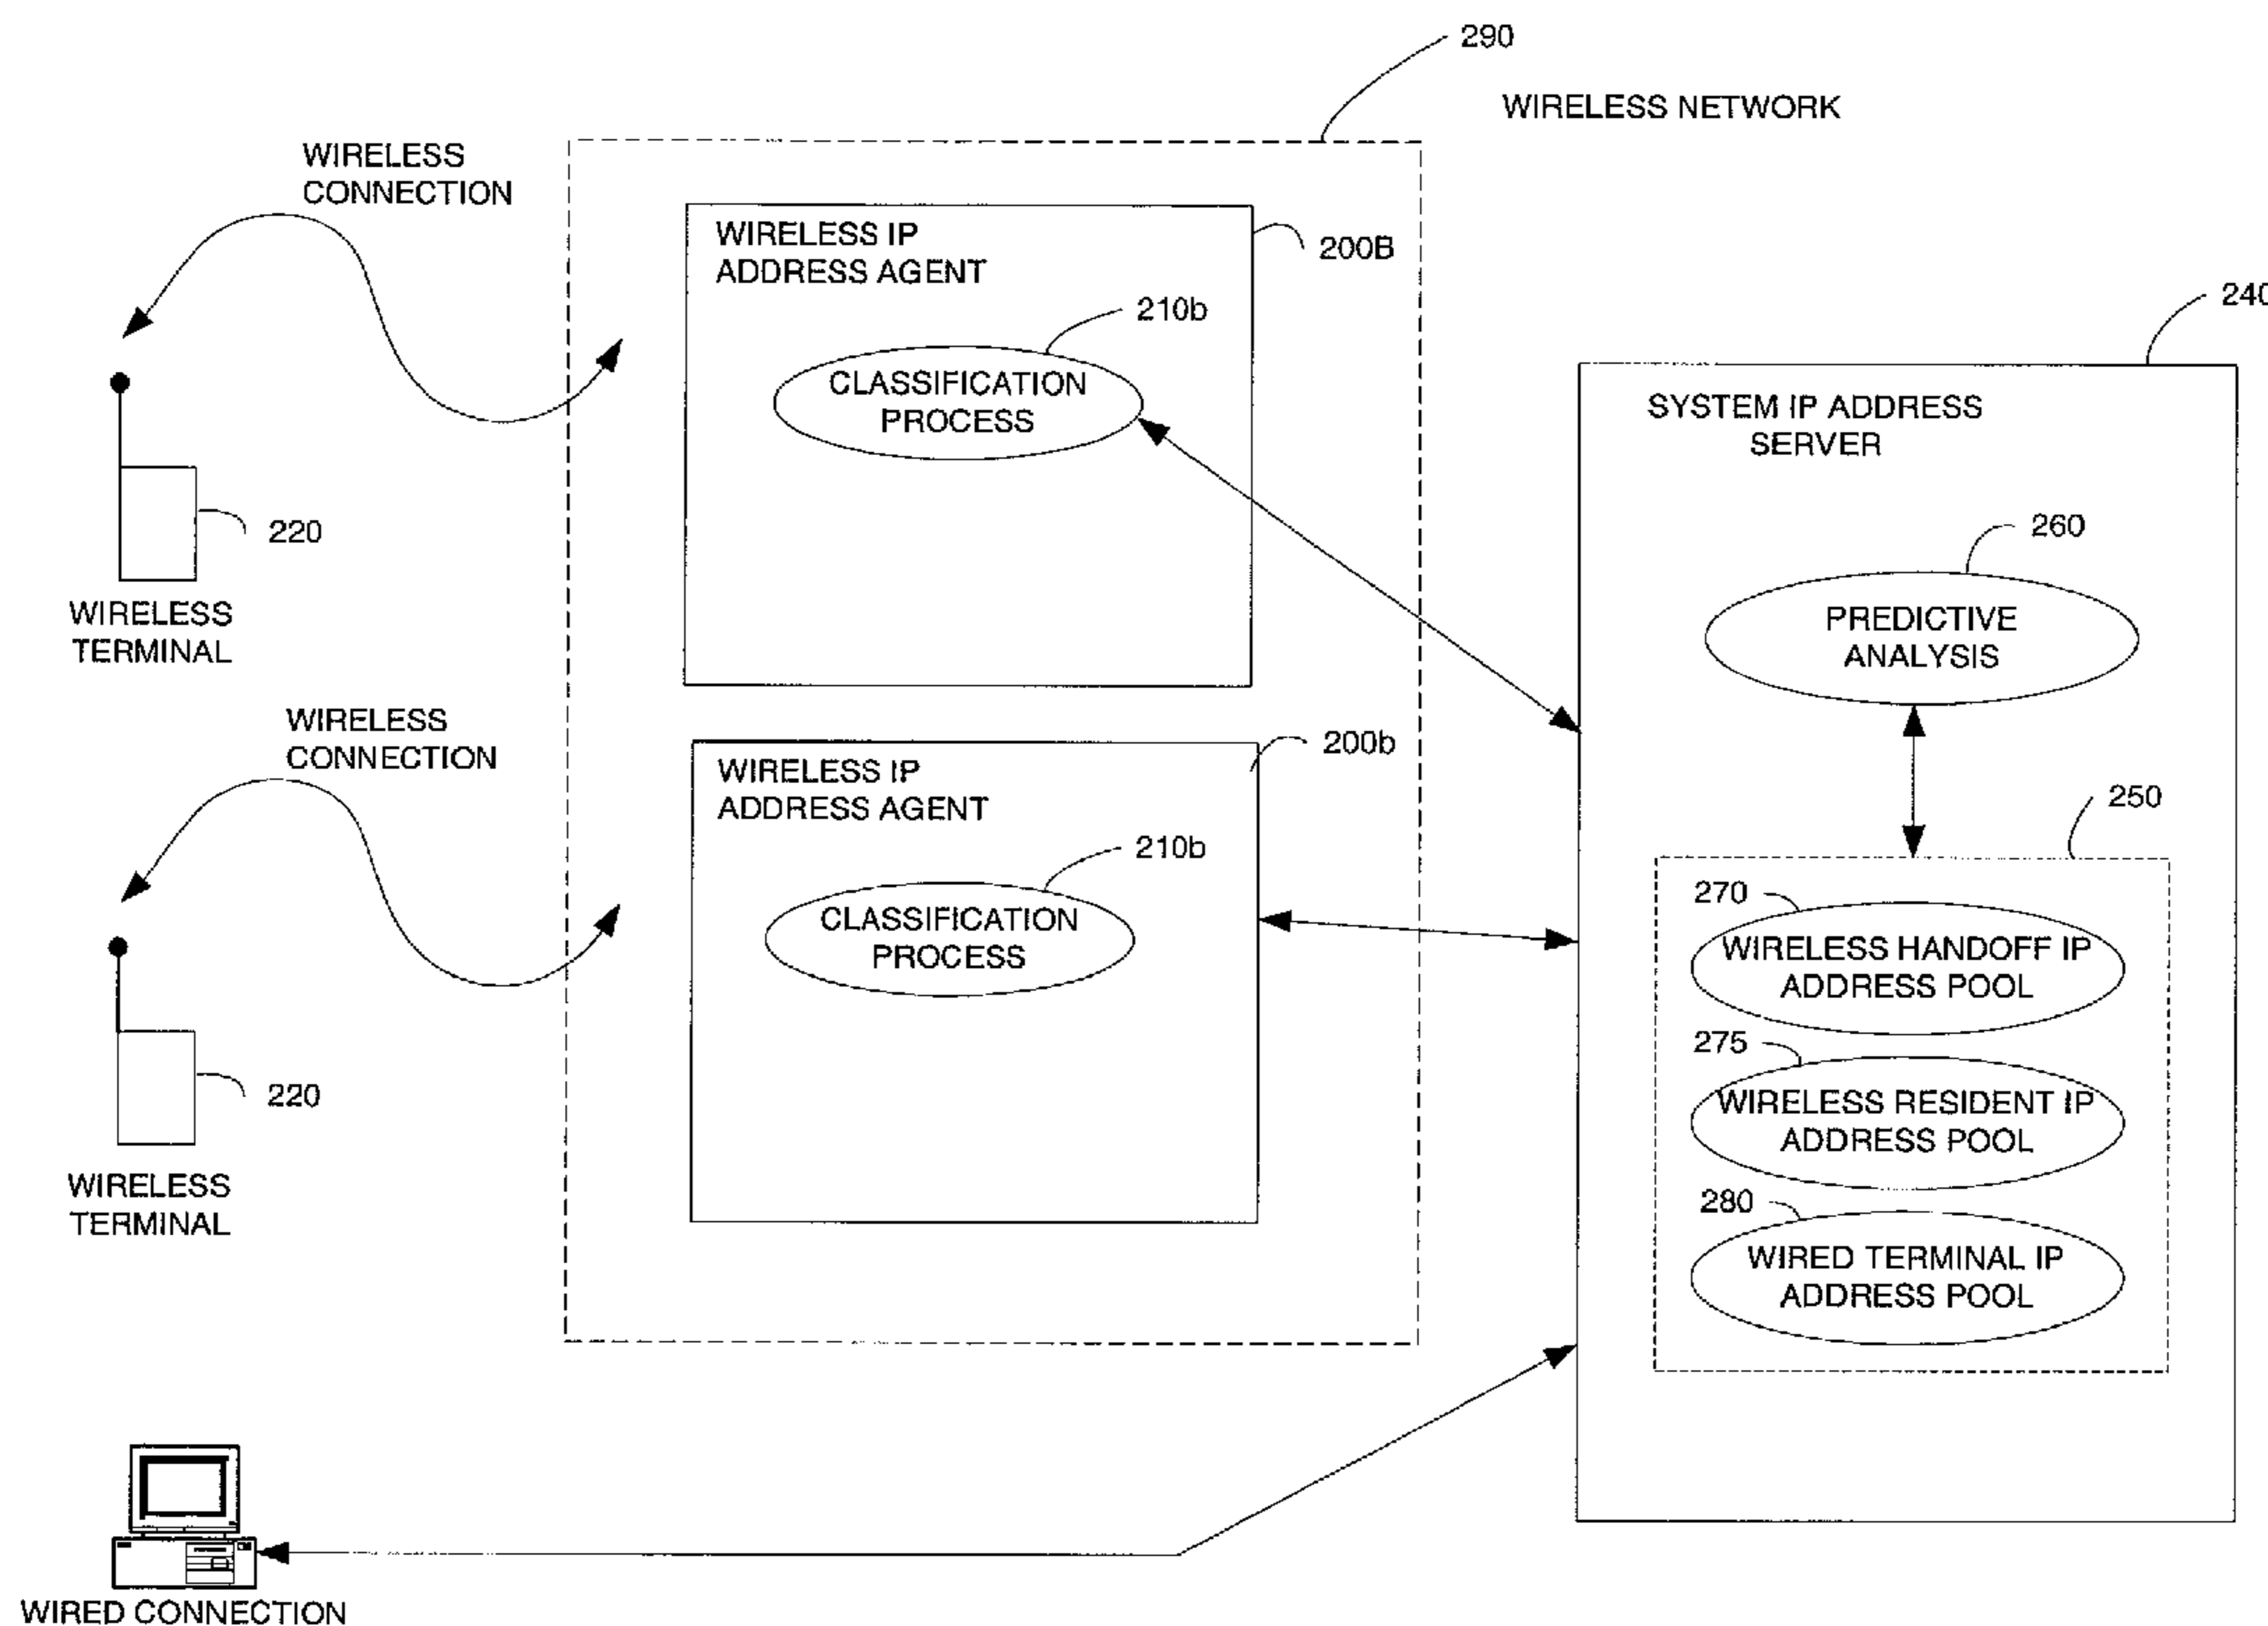 290
WIRELESS NETWORK
WIRELESS
CONNECTION
WIRELESS IP
ADDRESS AGENT
200B
210b
CLASSIFICATION
PROCESS
240
SYSTEM IP ADDRESS
SERVER
220
WIRELESS
TERMINAL
260
PREDICTIVE
ANALYSIS
WIRELESS
CONNECTION
200b
WIRELESS IP
ADDRESS AGENT
210b
CLASSIFICATION
PROCESS
250
270
WIRELESS HANDOFF IP
ADDRESS POOL
275
WIRELESS RESIDENT IP
ADDRESS POOL
280
WIRED TERMINAL IP
ADDRESS POOL
220
WIRELESS
TERMINAL
WIRED CONNECTION